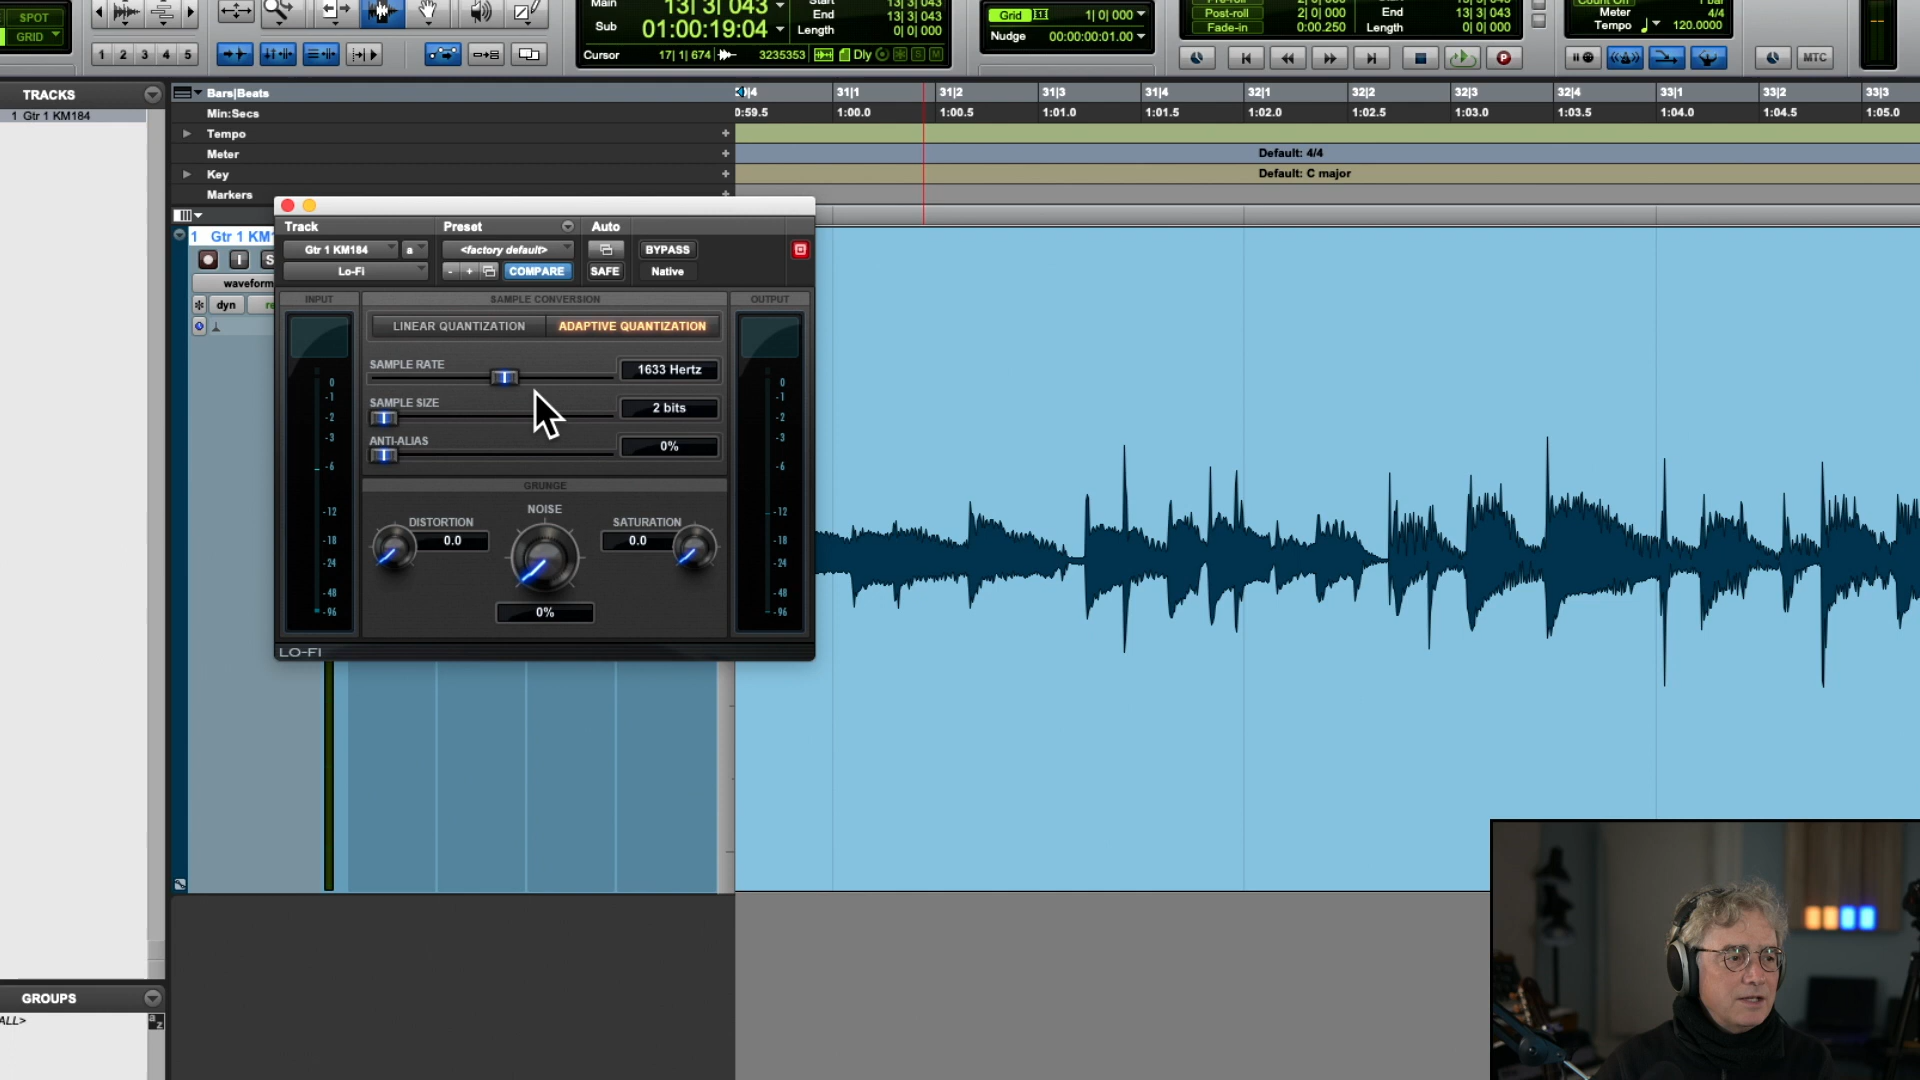 SPOT
GRID
1 2 3 4 5
Main 13| 3| 043
Sub 01:00:19:04
Cursor 17| 1| 674 3235353 Dly S M
Start 13| 3| 043
End 13| 3| 043
Length 0| 0| 000
Grid 1| 0| 000
Nudge 00:00:00:01.00
Pre-roll 2| 0| 000
Post-roll 2| 0| 000
Fade-in 0:00.250
Start 13| 3| 043
End 13| 3| 043
Length 0| 0| 000
Count Off 1 bar
Meter 4/4
Tempo 120.0000
MTC
TRACKS
1 Gtr 1 KM184
Bars|Beats 31|1 31|2 31|3 31|4 32|1 32|2 32|3 32|4 33|1 33|2 33|3
Min:Secs 0:59.5 1:00.0 1:00.5 1:01.0 1:01.5 1:02.0 1:02.5 1:03.0 1:03.5 1:04.0 1:04.5 1:05.0
Tempo
Meter Default: 4/4
Key Default: C major
Markers
1 Gtr 1 KM1
I S
waveform
dyn re
Track Preset Auto
Gtr 1 KM184 a <factory default> BYPASS
Lo-Fi - + COMPARE SAFE Native
INPUT SAMPLE CONVERSION OUTPUT
LINEAR QUANTIZATION ADAPTIVE QUANTIZATION
SAMPLE RATE 1633 Hertz
SAMPLE SIZE 2 bits
ANTI-ALIAS 0%
0
-1
-2
-3
-6
-12
-18
-24
-48
-96
0
-1
-2
-3
-6
-12
-18
-24
-48
-96
GRUNGE
DISTORTION NOISE SATURATION
0.0 0.0
0%
LO-FI
GROUPS
ALL>
a
z